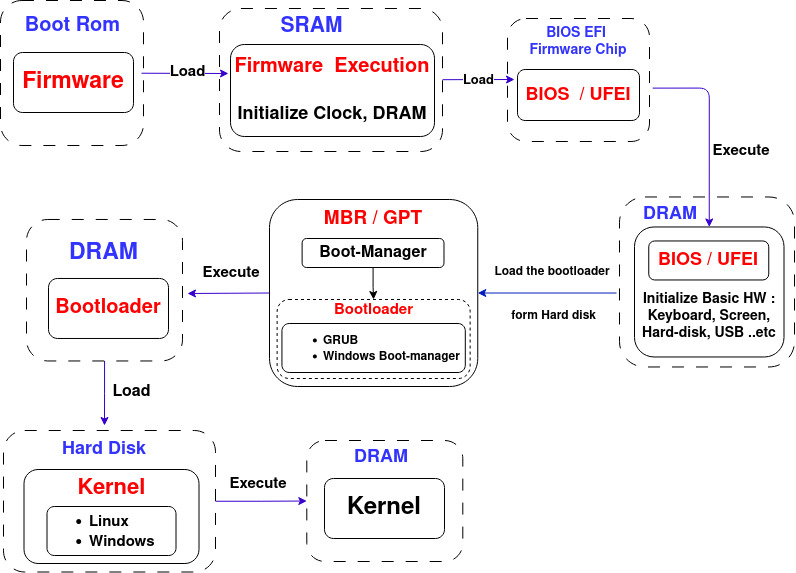 Boot Rom
Firmware
Load
SRAM
Firmware Execution
Initialize Clock, DRAM
Load
BIOS EFI
Firmware Chip
BIOS / UFEI
Execute
DRAM
BIOS / UFEI
Initialize Basic HW :
Keyboard, Screen,
Hard-disk, USB ..etc
Load the bootloader
form Hard disk
MBR / GPT
Boot-Manager
Bootloader
• GRUB
• Windows Boot-manager
Execute
DRAM
Bootloader
Load
Hard Disk
Kernel
• Linux
• Windows
Execute
DRAM
Kernel